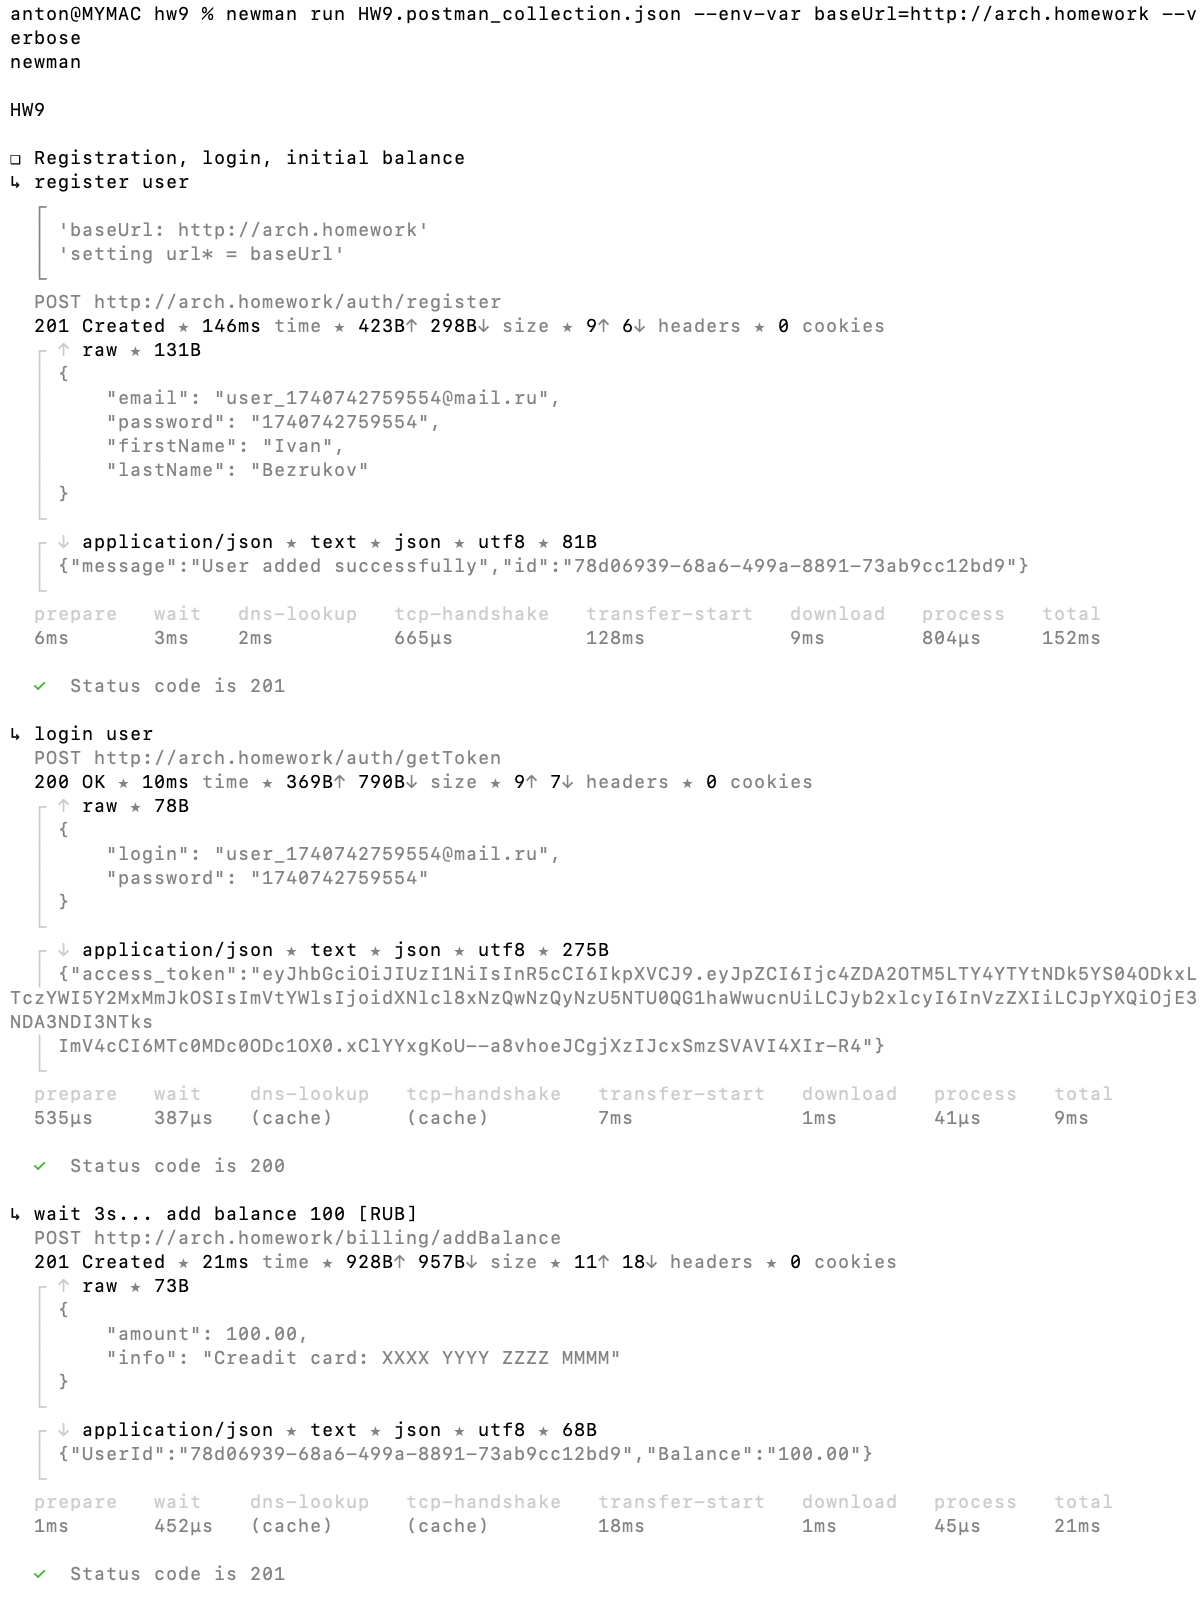 anton@MYMAC hw9 % newman run HW9.postman_collection.json --env-var baseUrl=http://arch.homework --v
erbose
newman
HW9
❏ Registration, login, initial balance
↳ register user
'baseUrl: http://arch.homework'
'setting url* = baseUrl'
POST http://arch.homework/auth/register
201 Created ★ 146ms time ★ 423B↑ 298B↓ size ★ 9↑ 6↓ headers ★ 0 cookies
↑ raw ★ 131B
{
"email": "user_1740742759554@mail.ru",
"password": "1740742759554",
"firstName": "Ivan",
"lastName": "Bezrukov"
}
↓ application/json ★ text ★ json ★ utf8 ★ 81B
{"message":"User added successfully","id":"78d06939-68a6-499a-8891-73ab9cc12bd9"}
prepare wait dns-lookup tcp-handshake transfer-start download process total
6ms 3ms 2ms 665µs 128ms 9ms 804µs 152ms
✓ Status code is 201
↳ login user
POST http://arch.homework/auth/getToken
200 OK ★ 10ms time ★ 369B↑ 790B↓ size ★ 9↑ 7↓ headers ★ 0 cookies
↑ raw ★ 78B
{
"login": "user_1740742759554@mail.ru",
"password": "1740742759554"
}
↓ application/json ★ text ★ json ★ utf8 ★ 275B
{"access_token":"eyJhbGciOiJIUzI1NiIsInR5cCI6IkpXVCJ9.eyJpZCI6Ijc4ZDA2OTM5LTY4YTYtNDk5YS04ODkxL
TczYWI5Y2MxMmJkOSIsImVtYWlsIjoidXNlcl8xNzQwNzQyNzU5NTU0QG1haWwucnUiLCJyb2xlcyI6InVzZXIiLCJpYXQiOjE3
NDA3NDI3NTks
ImV4cCI6MTc0MDc0ODc1OX0.xClYYxgKoU--a8vhoeJCgjXzIJcxSmzSVAVI4XIr-R4"}
prepare wait dns-lookup tcp-handshake transfer-start download process total
535µs 387µs (cache) (cache) 7ms 1ms 41µs 9ms
✓ Status code is 200
↳ wait 3s... add balance 100 [RUB]
POST http://arch.homework/billing/addBalance
201 Created ★ 21ms time ★ 928B↑ 957B↓ size ★ 11↑ 18↓ headers ★ 0 cookies
↑ raw ★ 73B
{
"amount": 100.00,
"info": "Creadit card: XXXX YYYY ZZZZ MMMM"
}
↓ application/json ★ text ★ json ★ utf8 ★ 68B
{"UserId":"78d06939-68a6-499a-8891-73ab9cc12bd9","Balance":"100.00"}
prepare wait dns-lookup tcp-handshake transfer-start download process total
1ms 452µs (cache) (cache) 18ms 1ms 45µs 21ms
✓ Status code is 201